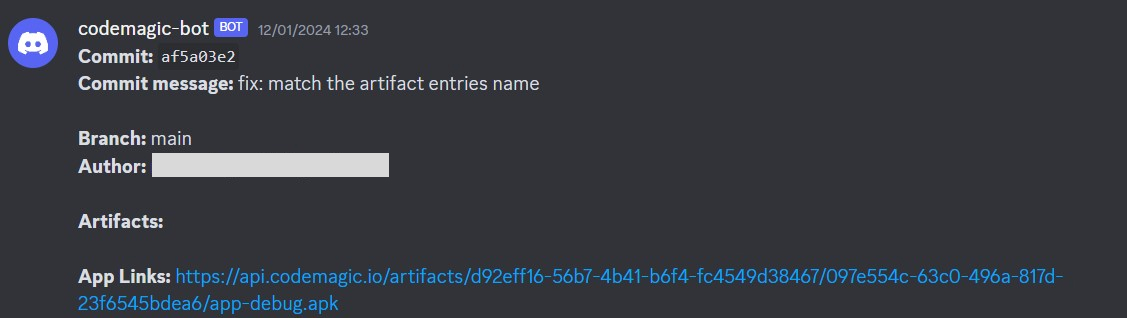 codemagic-bot BOT 12/01/2024 12:33
Commit: af5a03e2
Commit message: fix: match the artifact entries name
Branch: main
Author:
Artifacts:
App Links: https://api.codemagic.io/artifacts/d92eff16-56b7-4b41-b6f4-fc4549d38467/097e554c-63c0-496a-817d-
23f6545bdea6/app-debug.apk